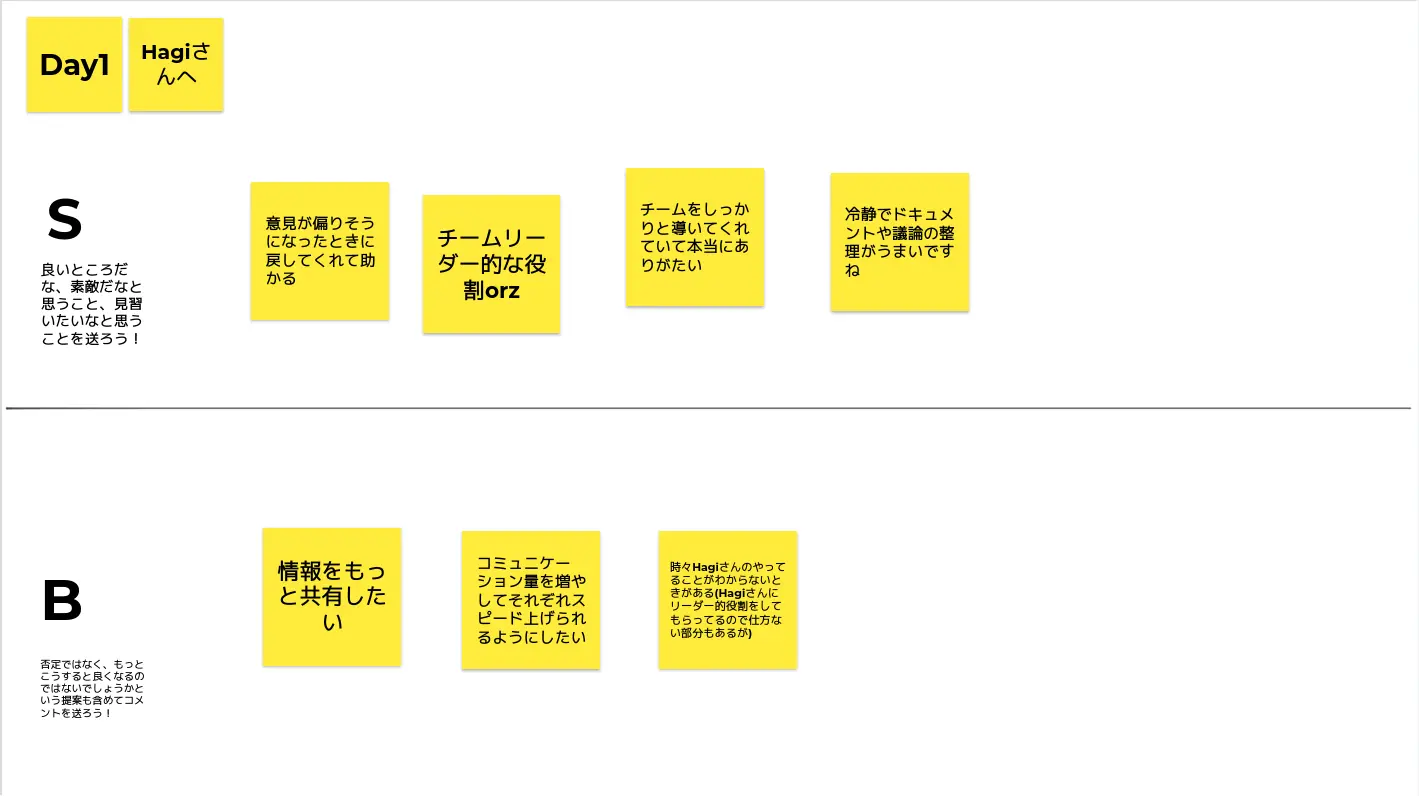 Day1
Hagiさ
んへ
S
良いところだ
な、素敵だなと
思うこと、見習
いたいなと思う
ことを送ろう！
意見が偏りそう
になったときに
戻してくれて助
かる
チームリー
ダー的な役
割orz
チームをしっか
りと導いてくれ
ていて本当にあ
りがたい
冷静でドキュメ
ントや議論の整
理がうまいです
ね
B
否定ではなく、もっと
こうすると良くなるの
ではないでしょうかと
いう提案も含めてコメ
ントを送ろう！
情報をもっ
と共有した
い
コミュニケー
ション量を増や
してそれぞれス
ピード上げられ
るようにしたい
時々Hagiさんのやって
ることがわからないと
きがある(Hagiさんに
リーダー的役割をして
もらってるので仕方な
い部分もあるが)